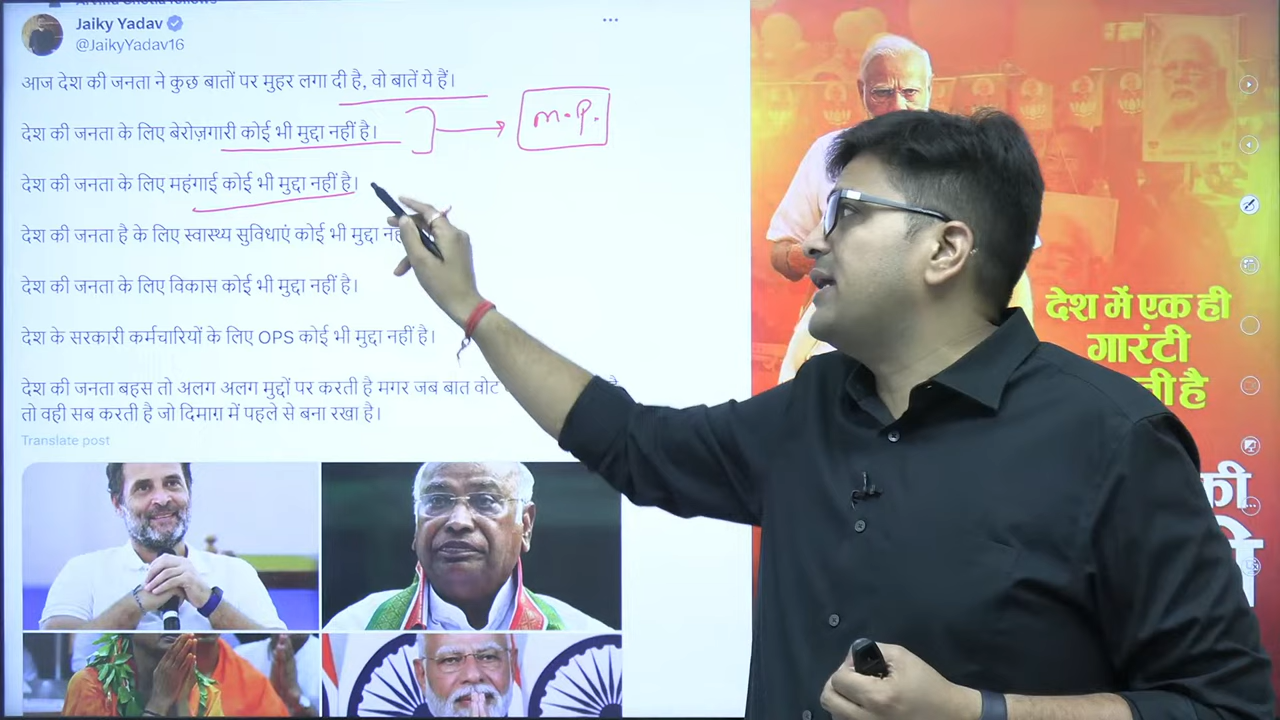 Jaiky Yadav
@JaikyYadav16
आज देश की जनता ने कुछ बातों पर मुहर लगा दी है, वो बातें ये हैं।
देश की जनता के लिए बेरोज़गारी कोई भी मुद्दा नहीं है।
m.p.
देश की जनता के लिए महंगाई कोई भी मुद्दा नहीं है।
देश की जनता है के लिए स्वास्थ्य सुविधाएं कोई भी मुद्दा
देश की जनता के लिए विकास कोई भी मुद्दा नहीं है।
देश के सरकारी कर्मचारियों के लिए OPS कोई भी मुद्दा नहीं है।
देश की जनता बहस तो अलग अलग मुद्दों पर करती है मगर जब बात वोट
तो वही सब करती है जो दिमाग़ में पहले से बना रखा है।
Translate post
देश में एक ही
गारंटी
है
की